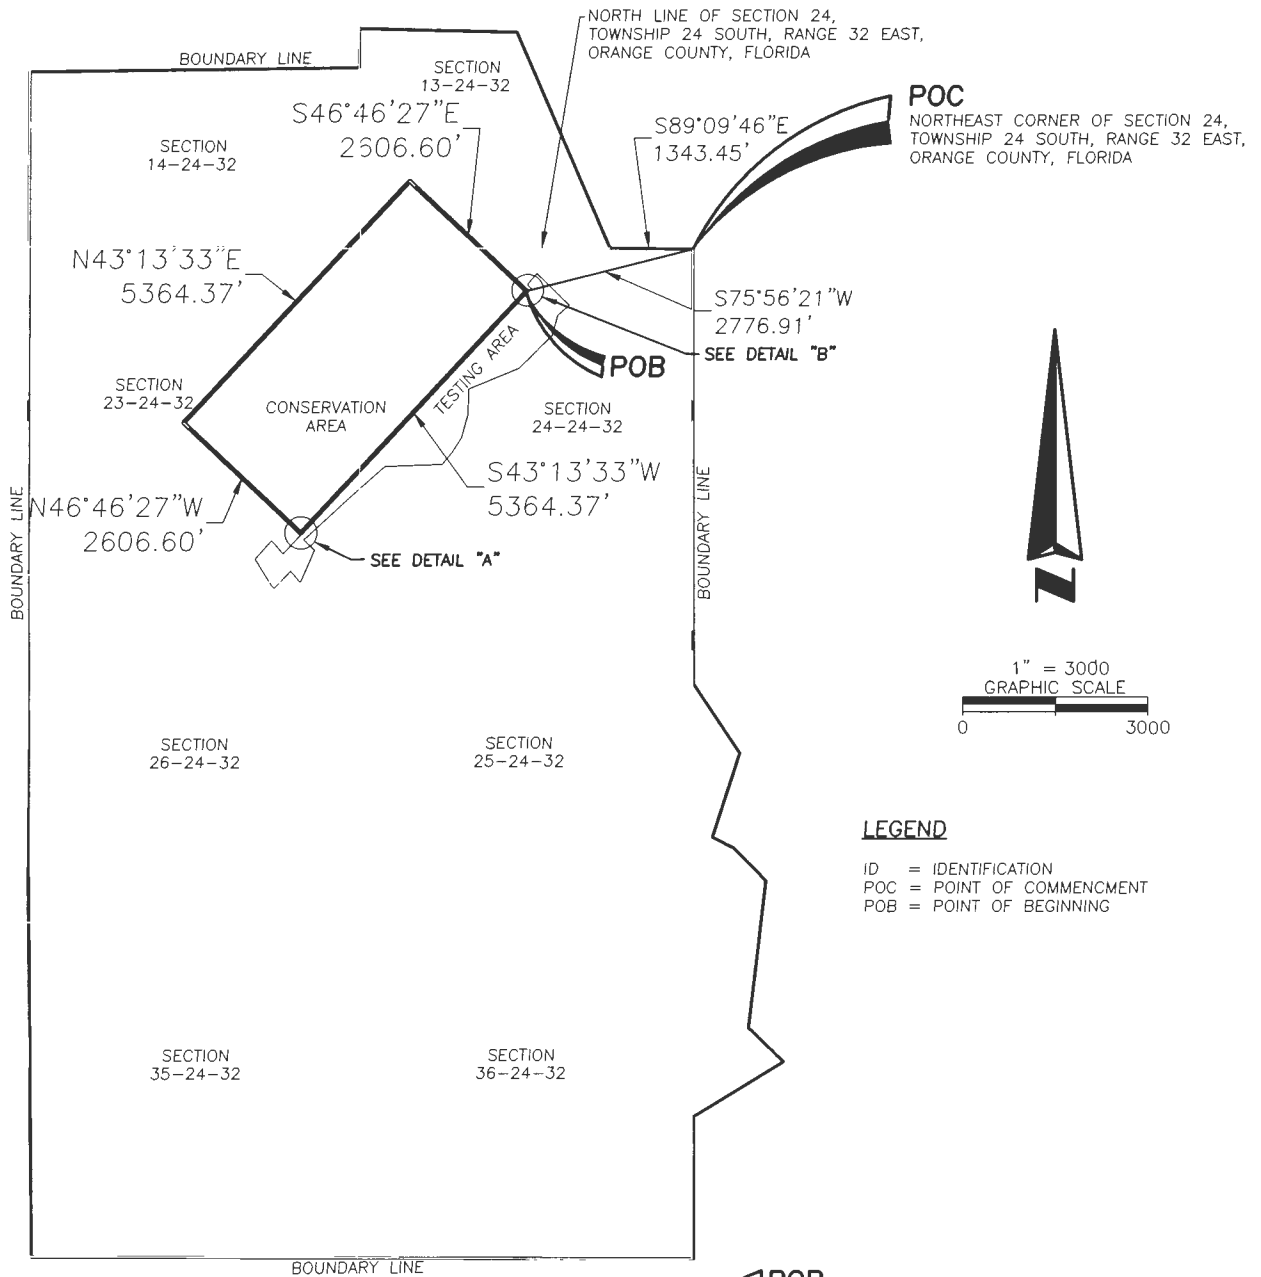 NORTH LINE OF SECTION 24,
TOWNSHIP 24 SOUTH, RANGE 32 EAST,
ORANGE COUNTY, FLORIDA
BOUNDARY LINE
SECTION
13-24-32
S46°46'27"E
2606.60'
POC
NORTHEAST CORNER OF SECTION 24,
TOWNSHIP 24 SOUTH, RANGE 32 EAST,
ORANGE COUNTY, FLORIDA
S89°09'46"E
1343.45'
SECTION
14-24-32
N43°13'33"E
5364.37'
S75°56'21"W
2776.91'
SEE DETAIL "B"
POB
TESTING AREA
SECTION
23-24-32
CONSERVATION
AREA
SECTION
24-24-32
S43°13'33"W
5364.37'
N46°46'27"W
2606.60'
SEE DETAIL "A"
BOUNDARY LINE
BOUNDARY LINE
N
1" = 3000
GRAPHIC SCALE
0 3000
SECTION
26-24-32
SECTION
25-24-32
LEGEND
ID = IDENTIFICATION
POC = POINT OF COMMENCMENT
POB = POINT OF BEGINNING
SECTION
35-24-32
SECTION
36-24-32
BOUNDARY LINE
POB